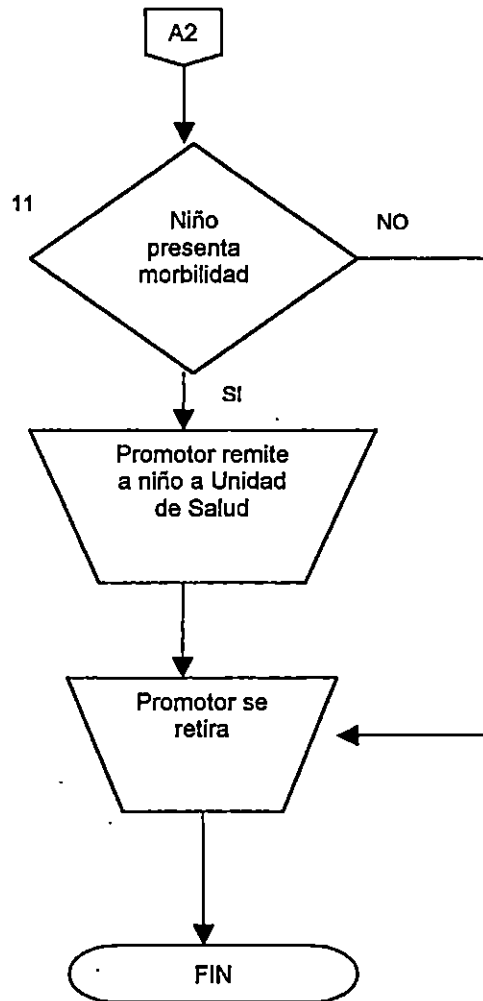 A2
11
Niño
presenta
morbilidad
NO
SI
Promotor remite
a niño a Unidad
de Salud
Promotor se
retira
FIN